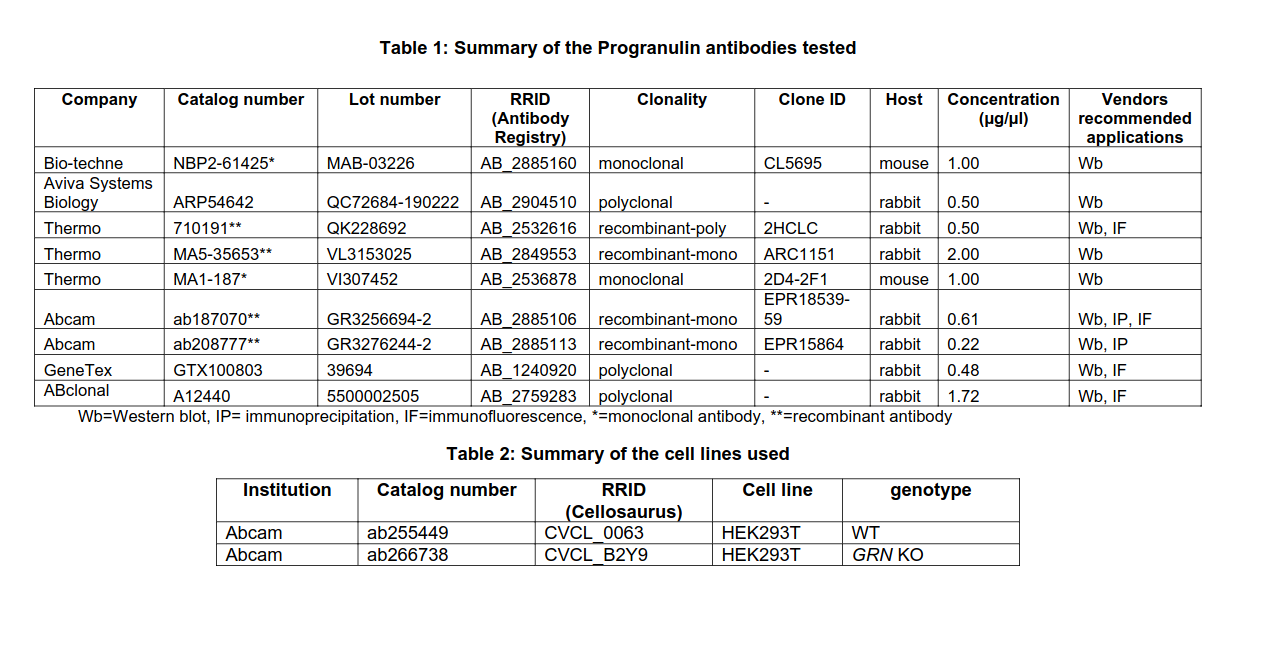 Table 1: Summary of the Progranulin antibodies tested
Company Catalog number Lot number RRID (Antibody Registry) Clonality Clone ID Host Concentration (µg/µl) Vendors recommended applications
Bio-techne NBP2-61425* MAB-03226 AB_2885160 monoclonal CL5695 mouse 1.00 Wb
Aviva Systems Biology ARP54642 QC72684-190222 AB_2904510 polyclonal - rabbit 0.50 Wb
Thermo 710191** QK228692 AB_2532616 recombinant-poly 2HCLC rabbit 0.50 Wb, IF
Thermo MA5-35653** VL3153025 AB_2849553 recombinant-mono ARC1151 rabbit 2.00 Wb
Thermo MA1-187* VI307452 AB_2536878 monoclonal 2D4-2F1 mouse 1.00 Wb
Abcam ab187070** GR3256694-2 AB_2885106 recombinant-mono EPR18539-59 rabbit 0.61 Wb, IP, IF
Abcam ab208777** GR3276244-2 AB_2885113 recombinant-mono EPR15864 rabbit 0.22 Wb, IP
GeneTex GTX100803 39694 AB_1240920 polyclonal - rabbit 0.48 Wb, IF
ABclonal A12440 5500002505 AB_2759283 polyclonal - rabbit 1.72 Wb, IF
Wb=Western blot, IP= immunoprecipitation, IF=immunofluorescence, *=monoclonal antibody, **=recombinant antibody
Table 2: Summary of the cell lines used
Institution Catalog number RRID (Cellosaurus) Cell line genotype
Abcam ab255449 CVCL_0063 HEK293T WT
Abcam ab266738 CVCL_B2Y9 HEK293T GRN KO